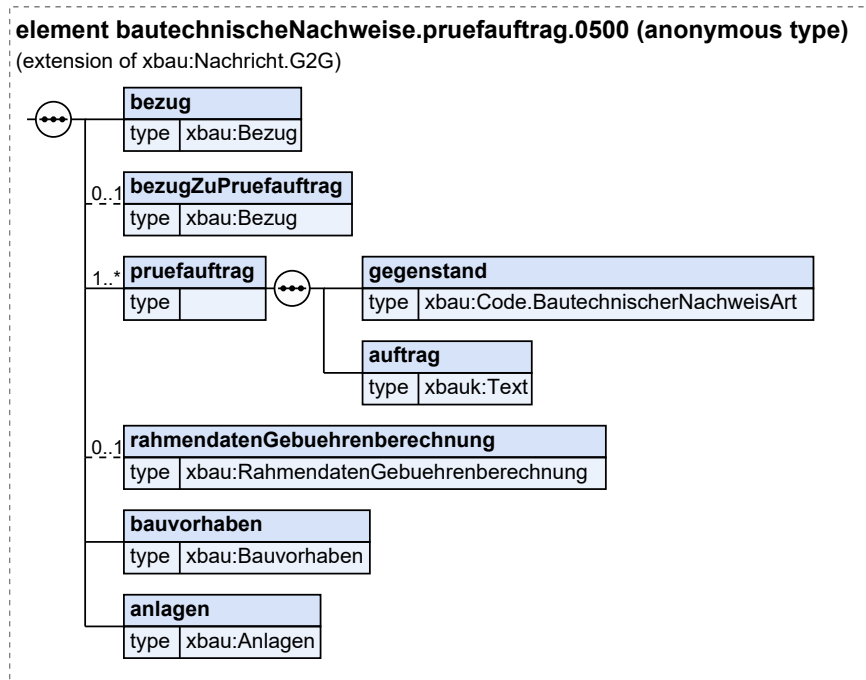 element bautechnischeNachweise.pruefauftrag.0500 (anonymous type)
(extension of xbau:Nachricht.G2G)
bezug
type xbau:Bezug
0..1 bezugZuPruefauftrag
type xbau:Bezug
1..* pruefauftrag
type
gegenstand
type xbau:Code.BautechnischerNachweisArt
auftrag
type xbauk:Text
0..1 rahmendatenGebuehrenberechnung
type xbau:RahmendatenGebuehrenberechnung
bauvorhaben
type xbau:Bauvorhaben
anlagen
type xbau:Anlagen